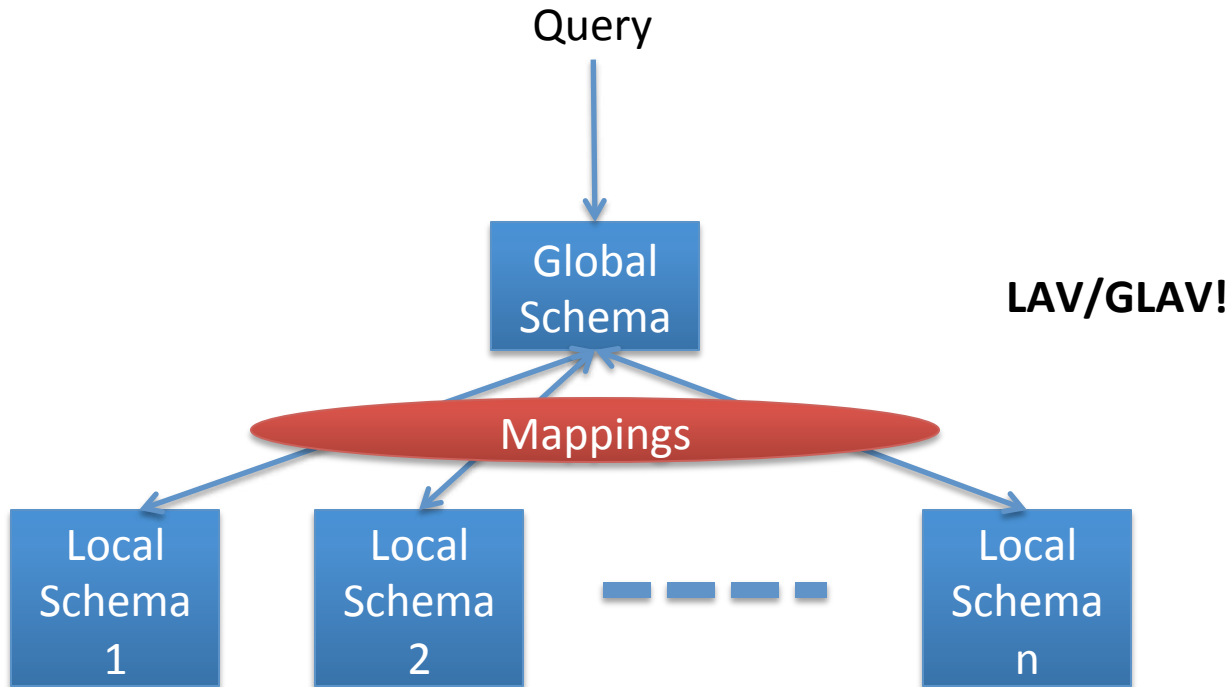 Query
Global
Schema
LAV/GLAV!
Mappings
Local
Schema
1
Local
Schema
2
Local
Schema
n